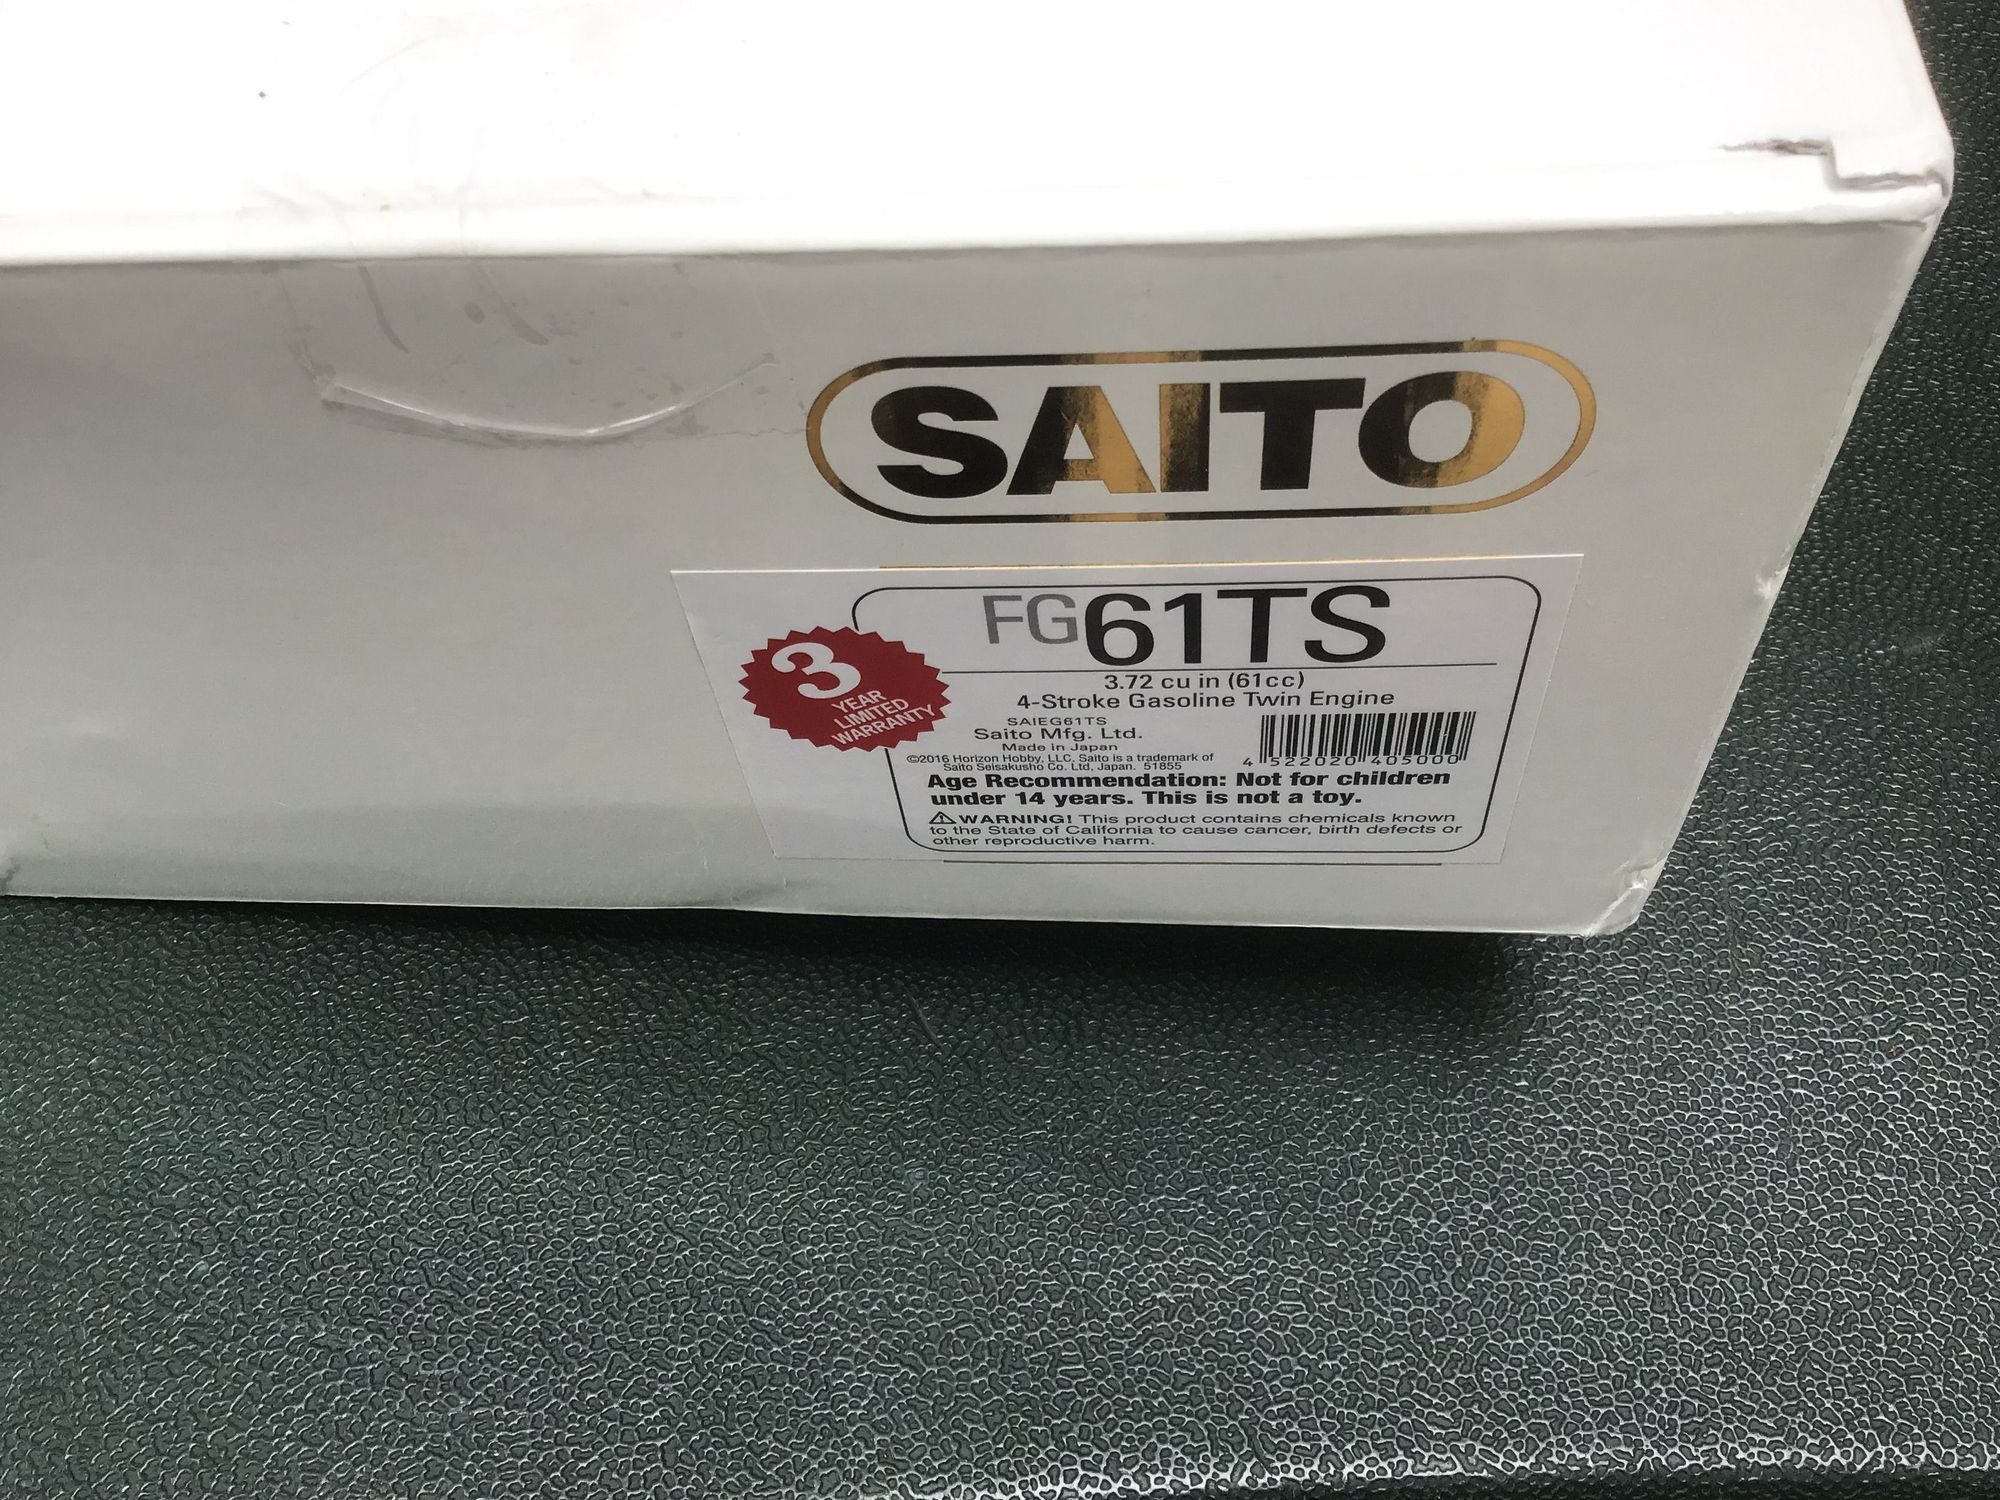 SAITO
FG61TS
3
YEAR
LIMITED
WARRANTY
3.72 cu in (61cc)
4-Stroke Gasoline Twin Engine
SAIEG61TS
Saito Mfg. Ltd.
Made in Japan
©2016 Horizon Hobby, LLC. Saito is a trademark of
Saito Seisakusho Co. Ltd, Japan. 51855
4 522020 405000
Age Recommendation: Not for children
under 14 years. This is not a toy.
⚠ WARNING! This product contains chemicals known
to the State of California to cause cancer, birth defects or
other reproductive harm.